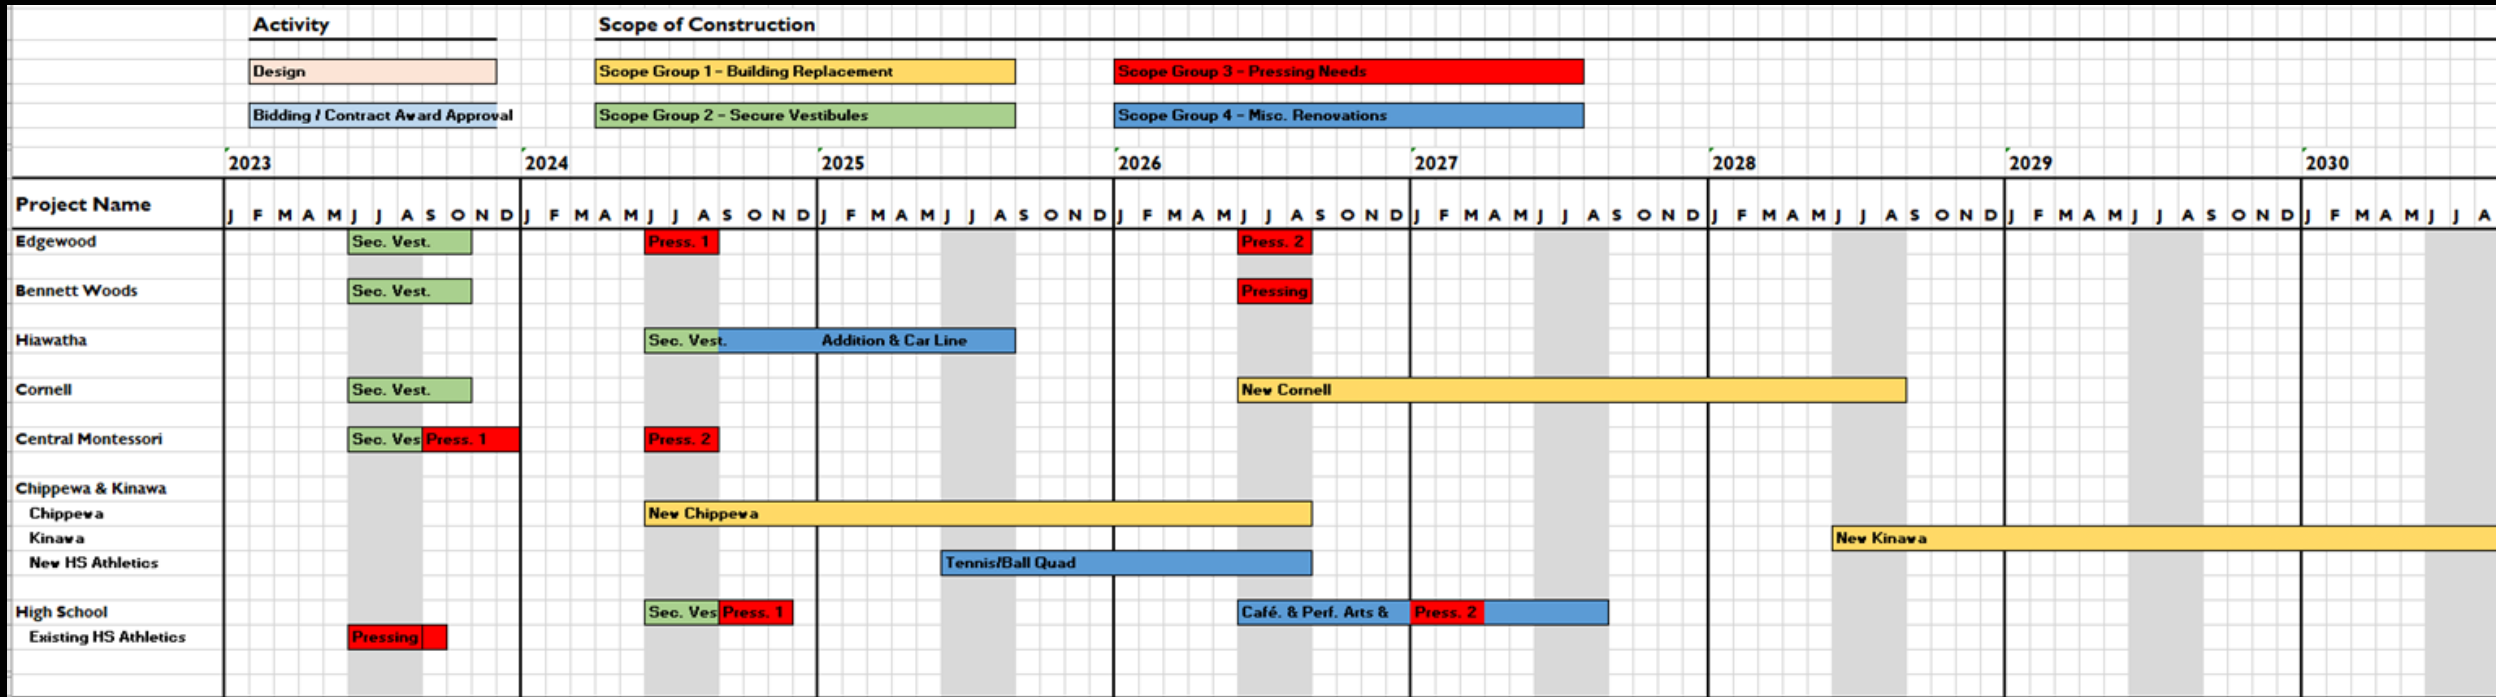 Activity Scope of Construction
Design Scope Group 1 - Building Replacement Scope Group 3 - Pressing Needs
Bidding / Contract Award Approval Scope Group 2 - Secure Vestibules Scope Group 4 - Misc. Renovations
2023 2024 2025 2026 2027 2028 2029 2030
Project Name J F M A M J J A S O N D J F M A M J J A S O N D J F M A M J J A S O N D J F M A M J J A S O N D J F M A M J J A S O N D J F M A M J J A S O N D J F M A M J J A S O N D J F M A M J J A
Edgewood Sec. Vest. Press. 1 Press. 2
Bennett Woods Sec. Vest. Pressing
Hiawatha Sec. Vest. Addition & Car Line
Cornell Sec. Vest. New Cornell
Central Montessori Sec. Ves Press. 1 Press. 2
Chippewa & Kinawa
Chippewa New Chippewa
Kinawa New Kinawa
New HS Athletics Tennis/Ball Quad
High School Sec. Ves Press. 1 Café. & Perf. Arts & Press. 2
Existing HS Athletics Pressing